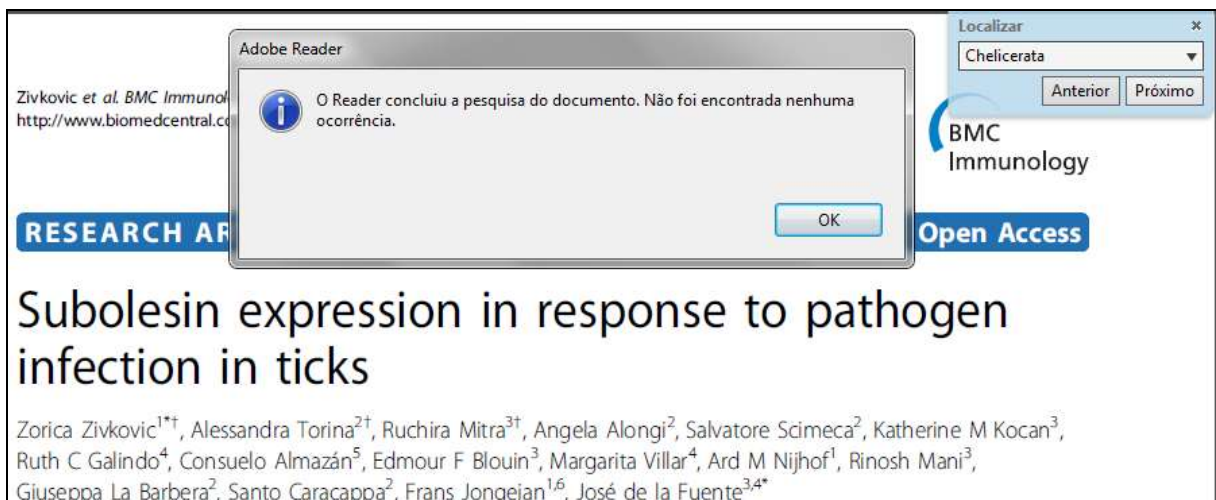 Localizar
Chelicerata
Anterior Próximo
Adobe Reader
O Reader concluiu a pesquisa do documento. Não foi encontrada nenhuma
ocorrência.
OK
Zivkovic et al. BMC Immunol
http://www.biomedcentral.co
BMC
Immunology
RESEARCH AR
Open Access
Subolesin expression in response to pathogen
infection in ticks
Zorica Zivkovic1*†, Alessandra Torina2†, Ruchira Mitra3†, Angela Alongi2, Salvatore Scimeca2, Katherine M Kocan3,
Ruth C Galindo4, Consuelo Almazán5, Edmour F Blouin3, Margarita Villar4, Ard M Nijhof1, Rinosh Mani3,
Giuseppa La Barbera2, Santo Caracappa2, Frans Jongejan1,6, José de la Fuente3,4*